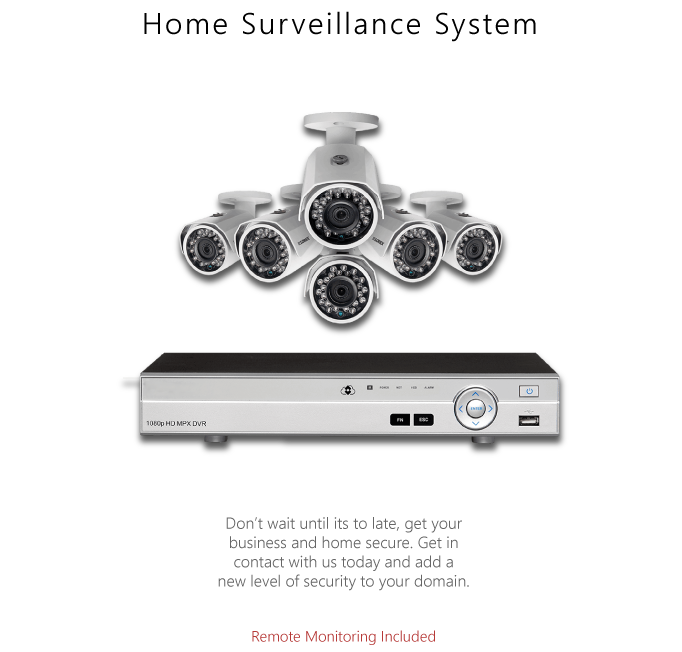 Home Surveillance System
1080p HD MPX DVR
FN
ESC
ENTER
Don't wait until its to late, get your
business and home secure. Get in
contact with us today and add a
new level of security to your domain.
Remote Monitoring Included